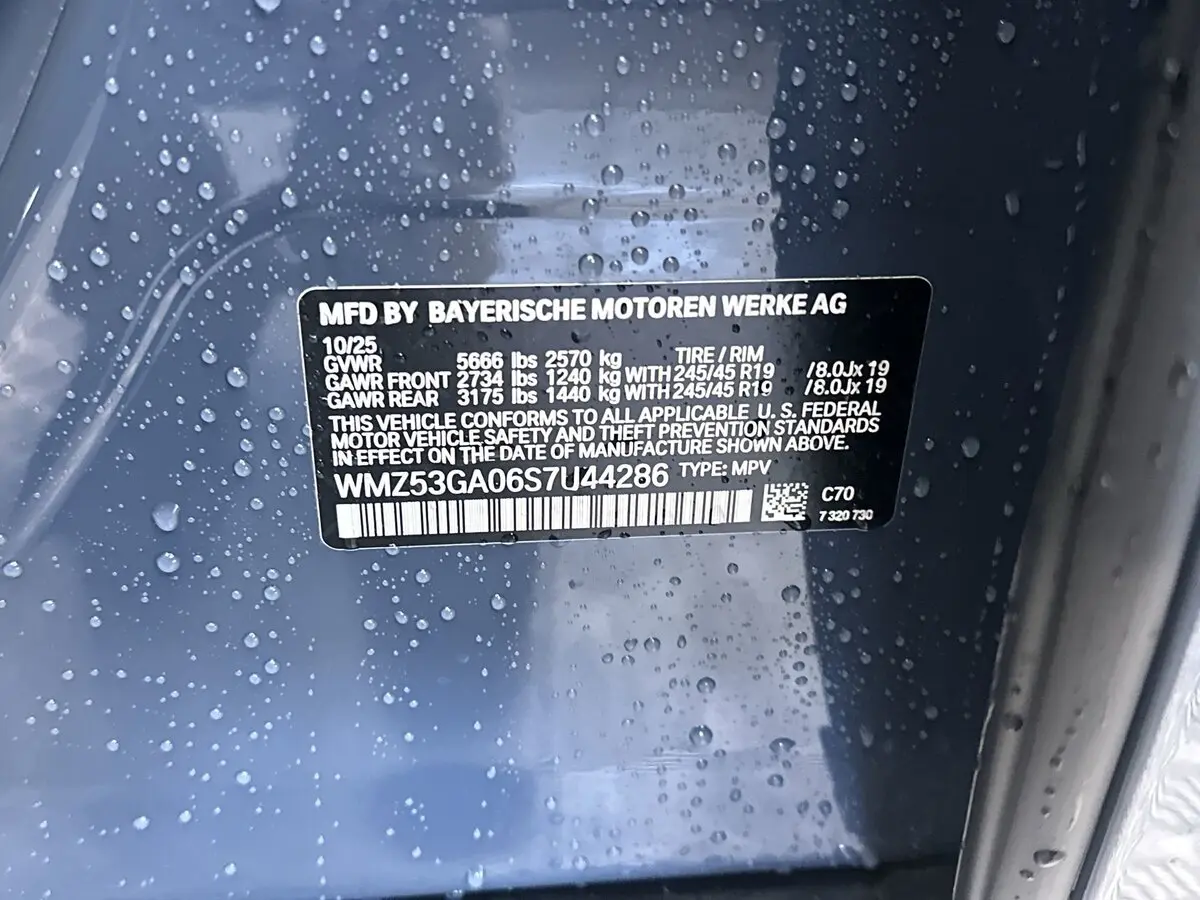 MFD BY BAYERISCHE MOTOREN WERKE AG
10/25
GVWR 5666 lbs 2570 kg TIRE / RIM
GAWR FRONT 2734 lbs 1240 kg WITH 245/45 R19 /8.0Jx 19
GAWR REAR 3175 lbs 1440 kg WITH 245/45 R19 /8.0Jx 19
THIS VEHICLE CONFORMS TO ALL APPLICABLE U. S. FEDERAL
MOTOR VEHICLE SAFETY AND THEFT PREVENTION STANDARDS
IN EFFECT ON THE DATE OF MANUFACTURE SHOWN ABOVE.
WMZ53GA06S7U44286 TYPE: MPV
C70
7 320 730